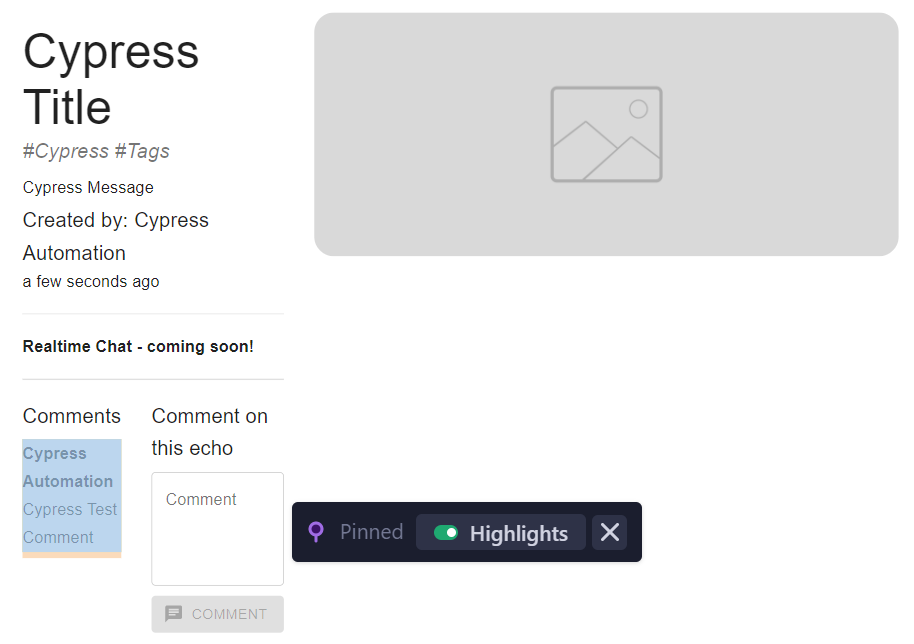 Cypress
Title
#Cypress #Tags
Cypress Message
Created by: Cypress
Automation
a few seconds ago
Realtime Chat - coming soon!
Comments
Cypress
Automation
Cypress Test
Comment
Comment on
this echo
Comment
COMMENT
Pinned
Highlights